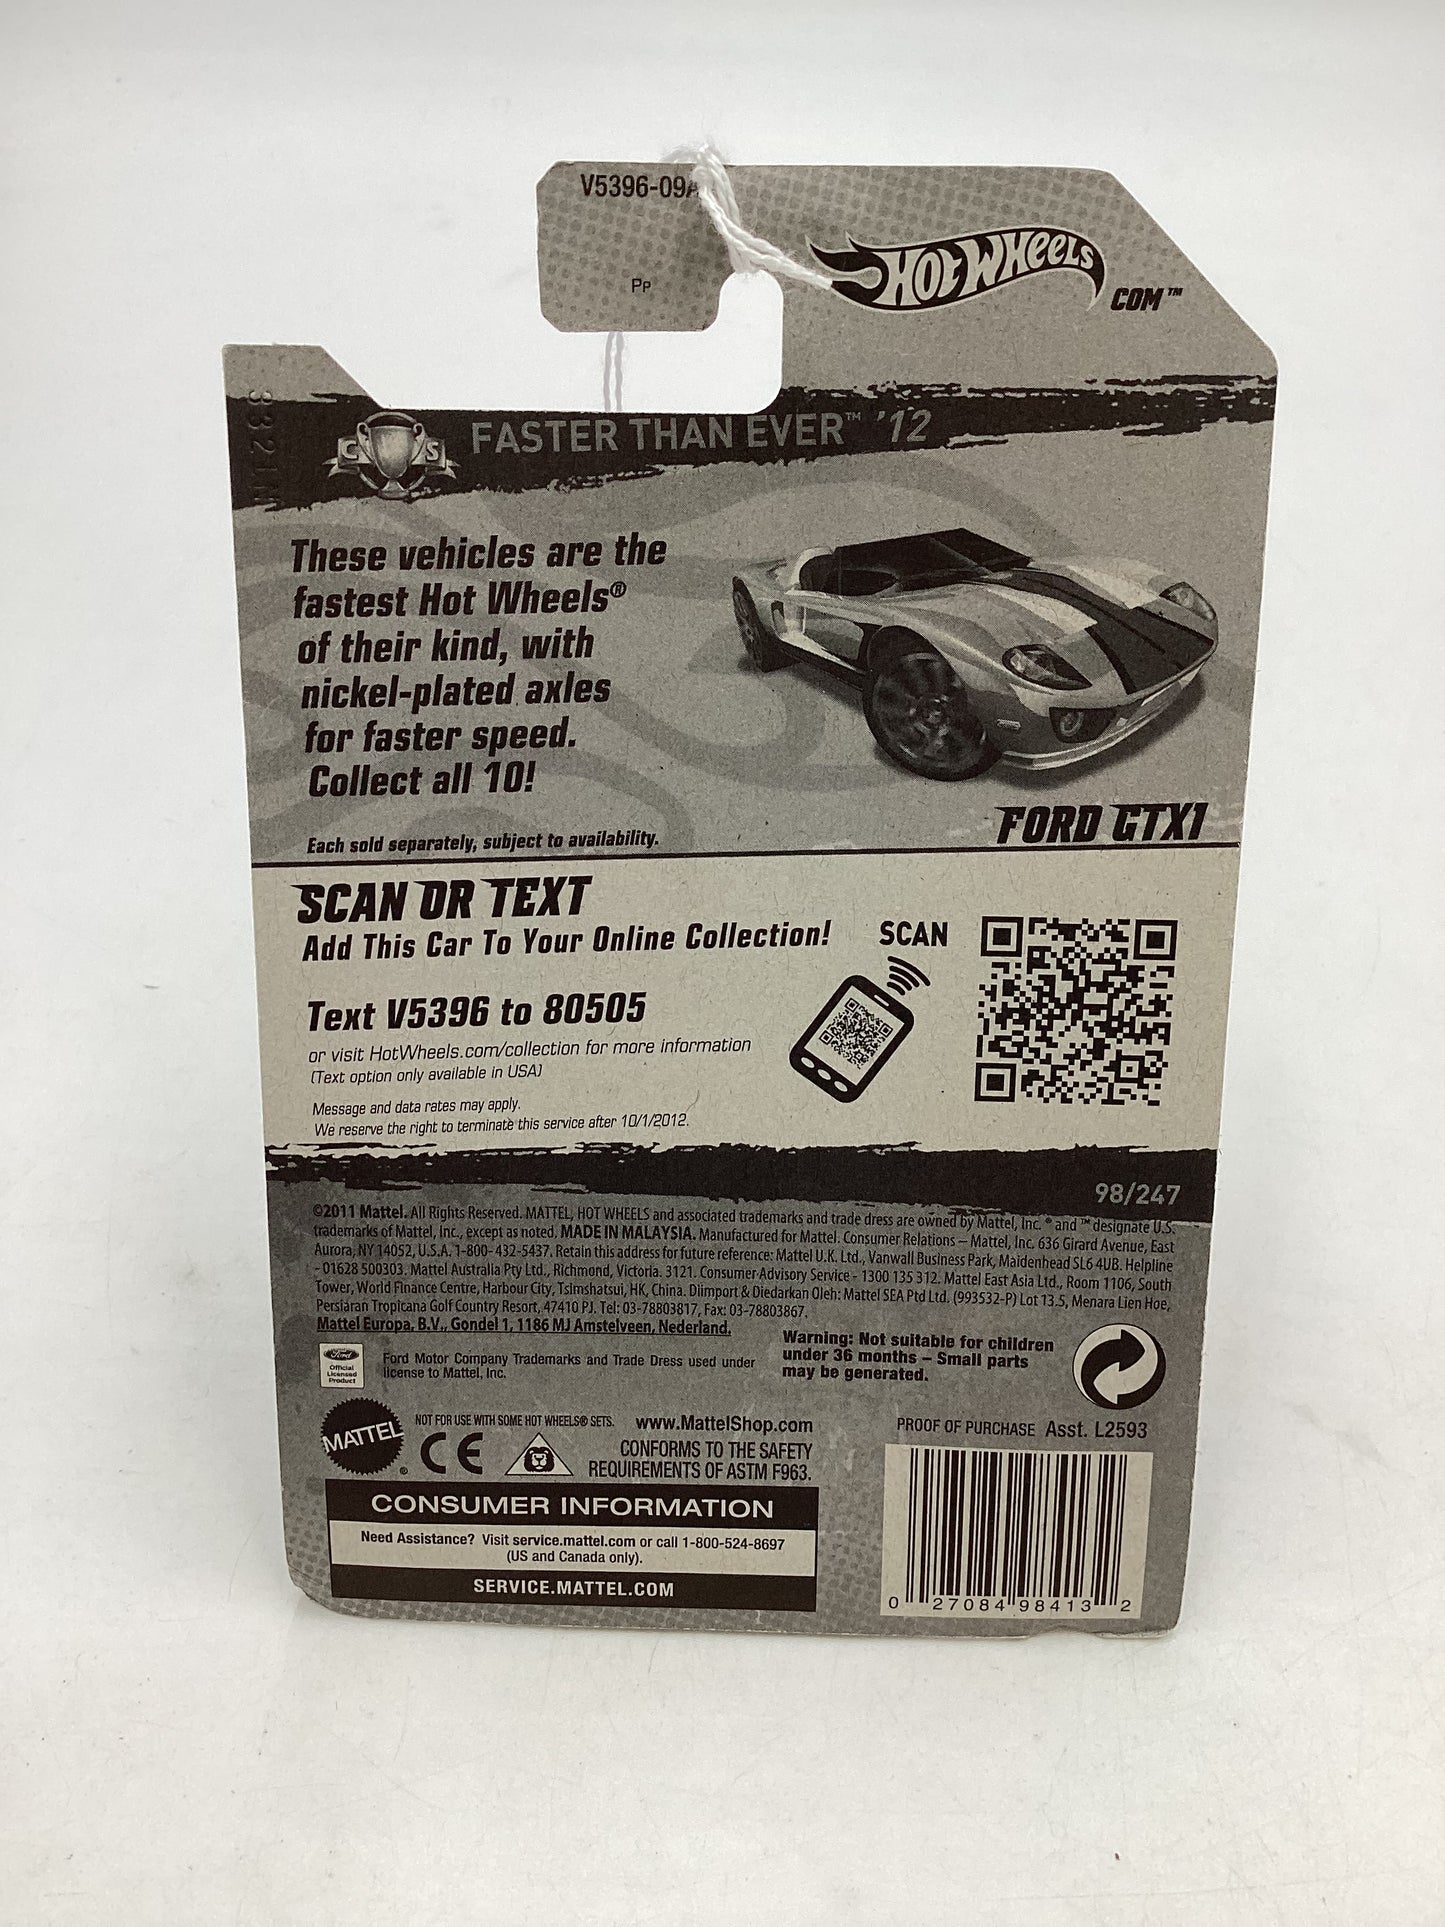 V5396-09A
Pp
HOT WHEELS
.COM™
3321N
C S
FASTER THAN EVER™ '12
These vehicles are the
fastest Hot Wheels®
of their kind, with
nickel-plated axles
for faster speed.
Collect all 10!
Each sold separately, subject to availability.
FORD GTX1
SCAN OR TEXT
Add This Car To Your Online Collection!
SCAN
Text V5396 to 80505
or visit HotWheels.com/collection for more information
(Text option only available in USA)
Message and data rates may apply.
We reserve the right to terminate this service after 10/1/2012.
98/247
©2011 Mattel. All Rights Reserved. MATTEL, HOT WHEELS and associated trademarks and trade dress are owned by Mattel, Inc. ® and ™ designate U.S.
trademarks of Mattel, Inc., except as noted. MADE IN MALAYSIA. Manufactured for Mattel. Consumer Relations – Mattel, Inc. 636 Girard Avenue, East
Aurora, NY 14052, U.S.A. 1-800-432-5437. Retain this address for future reference: Mattel U.K. Ltd., Vanwall Business Park, Maidenhead SL6 4UB. Helpline
- 01628 500303. Mattel Australia Pty Ltd., Richmond, Victoria. 3121. Consumer Advisory Service - 1300 135 312. Mattel East Asia Ltd., Room 1106, South
Tower, World Finance Centre, Harbour City, Tsimshatsui, HK, China. Diimport & Diedarkan Oleh: Mattel SEA Ptd Ltd. (993532-P) Lot 13.5, Menara Lien Hoe,
Persiaran Tropicana Golf Country Resort, 47410 PJ. Tel: 03-78803817, Fax: 03-78803867.
Mattel Europa, B.V., Gondel 1, 1186 MJ Amstelveen, Nederland.
Ford
Official
Licensed
Product
Ford Motor Company Trademarks and Trade Dress used under
license to Mattel, Inc.
Warning: Not suitable for children
under 36 months – Small parts
may be generated.
MATTEL®
NOT FOR USE WITH SOME HOT WHEELS® SETS.
CE
www.MattelShop.com
CONFORMS TO THE SAFETY
REQUIREMENTS OF ASTM F963.
PROOF OF PURCHASE Asst. L2593
CONSUMER INFORMATION
Need Assistance? Visit service.mattel.com or call 1-800-524-8697
(US and Canada only).
SERVICE.MATTEL.COM
0 27084 98413 2